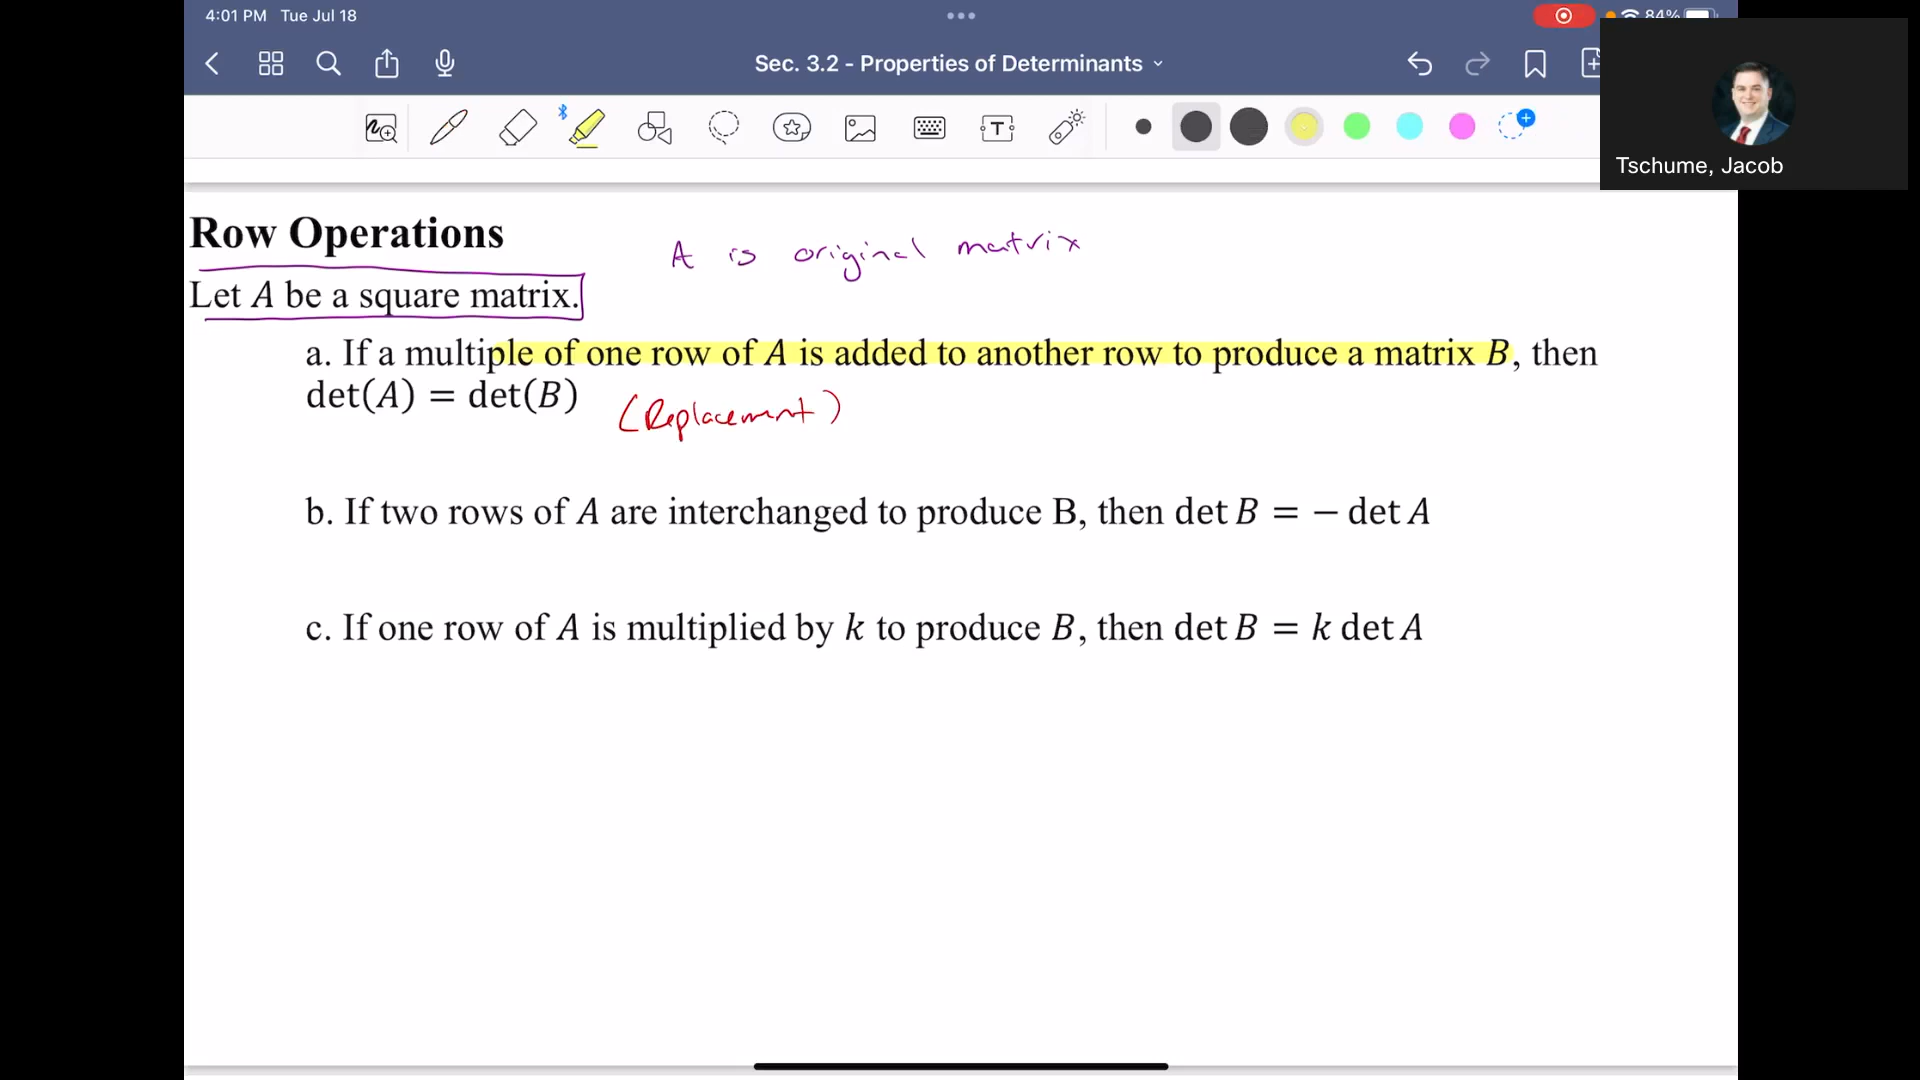 4:01 PM Tue Jul 18
84%
Sec. 3.2 - Properties of Determinants
T
Tschume, Jacob
Row Operations
A is original matrix
Let A be a square matrix.
a. If a multiple of one row of A is added to another row to produce a matrix B, then
det(A) = det(B)
(Replacement)
b. If two rows of A are interchanged to produce B, then det B = − det A
c. If one row of A is multiplied by k to produce B, then det B = k det A